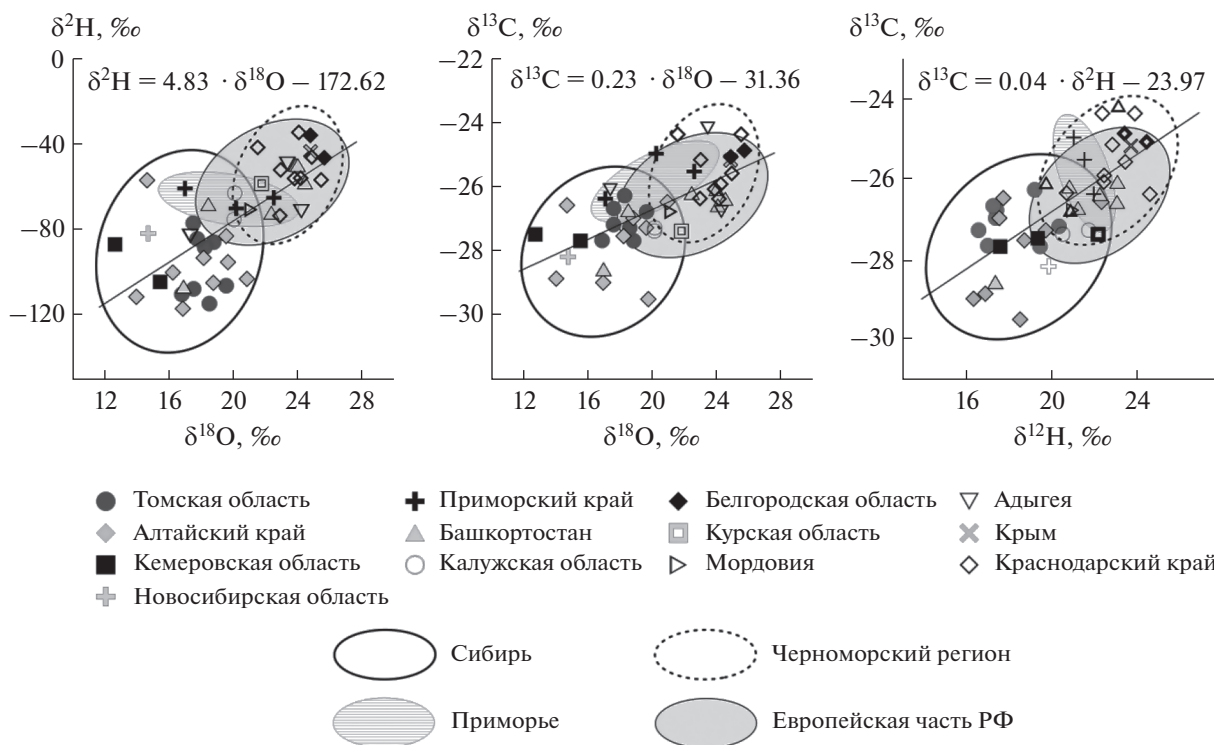 δ²H, ‰
δ¹³C, ‰
δ¹³C, ‰
0
−40
−80
−120
δ²H = 4.83 · δ¹⁸O − 172.62
12 16 20 24 28
δ¹⁸O, ‰
−22
−24
−26
−28
−30
δ¹³C = 0.23 · δ¹⁸O − 31.36
12 16 20 24 28
δ¹⁸O, ‰
−24
−26
−28
−30
δ¹³C = 0.04 · δ²H − 23.97
16 20 24
δ¹²H, ‰
Томская область
Приморский край
Белгородская область
Адыгея
Алтайский край
Башкортостан
Курская область
Крым
Кемеровская область
Калужская область
Мордовия
Краснодарский край
Новосибирская область
Сибирь
Черноморский регион
Приморье
Европейская часть РФ